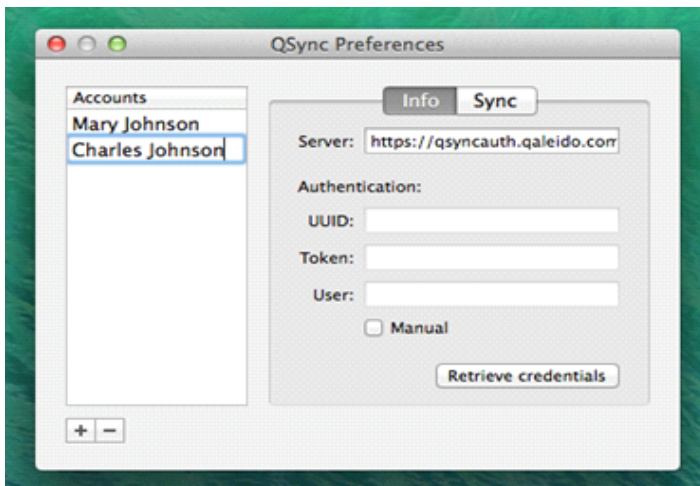 QSync Preferences
Accounts
Mary Johnson
Charles Johnson
Info Sync
Server: https://qsyncauth.qaleido.com
Authentication:
UUID:
Token:
User:
Manual
Retrieve credentials
+ −